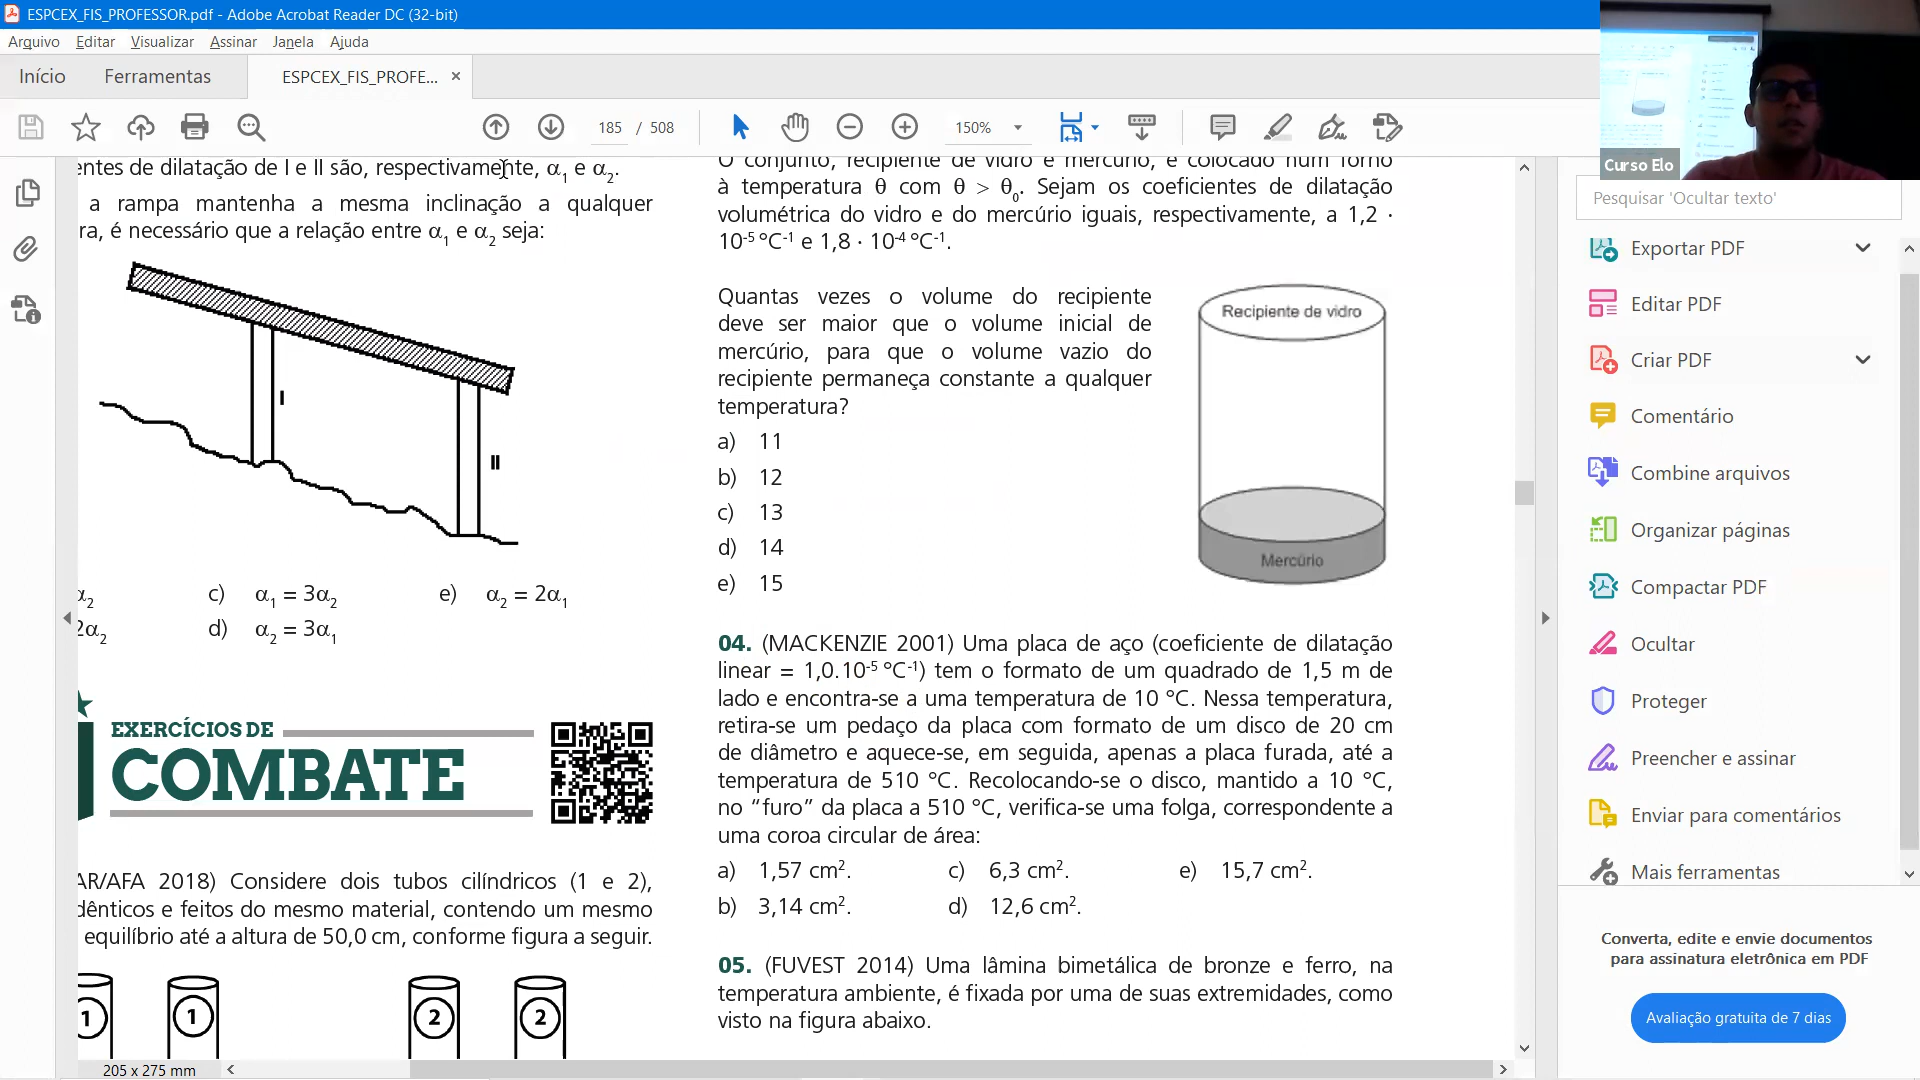 ESPCEX_FIS_PROFESSOR.pdf - Adobe Acrobat Reader DC (32-bit)
Arquivo Editar Visualizar Assinar Janela Ajuda
Início Ferramentas ESPCEX_FIS_PROFE... ×
185 / 508 150%
entes de dilatação de I e II são, respectivamente, α1 e α2.
a rampa mantenha a mesma inclinação a qualquer
ra, é necessário que a relação entre α1 e α2 seja:
I
II
α2 c) α1 = 3α2 e) α2 = 2α1
2α2 d) α2 = 3α1
EXERCÍCIOS DE
COMBATE
AR/AFA 2018) Considere dois tubos cilíndricos (1 e 2),
dênticos e feitos do mesmo material, contendo um mesmo
equilíbrio até a altura de 50,0 cm, conforme figura a seguir.
1 1 2 2
205 x 275 mm
O conjunto, recipiente de vidro e mercúrio, é colocado num forno
à temperatura θ com θ > θ0. Sejam os coeficientes de dilatação
volumétrica do vidro e do mercúrio iguais, respectivamente, a 1,2 ·
10-5 °C-1 e 1,8 · 10-4 °C-1.
Quantas vezes o volume do recipiente
deve ser maior que o volume inicial de
mercúrio, para que o volume vazio do
recipiente permaneça constante a qualquer
temperatura?
a) 11
b) 12
c) 13
d) 14
e) 15
Recipiente de vidro
Mercúrio
04. (MACKENZIE 2001) Uma placa de aço (coeficiente de dilatação
linear = 1,0.10-5 °C-1) tem o formato de um quadrado de 1,5 m de
lado e encontra-se a uma temperatura de 10 °C. Nessa temperatura,
retira-se um pedaço da placa com formato de um disco de 20 cm
de diâmetro e aquece-se, em seguida, apenas a placa furada, até a
temperatura de 510 °C. Recolocando-se o disco, mantido a 10 °C,
no “furo” da placa a 510 °C, verifica-se uma folga, correspondente a
uma coroa circular de área:
a) 1,57 cm2. c) 6,3 cm2. e) 15,7 cm2.
b) 3,14 cm2. d) 12,6 cm2.
05. (FUVEST 2014) Uma lâmina bimetálica de bronze e ferro, na
temperatura ambiente, é fixada por uma de suas extremidades, como
visto na figura abaixo.
Curso Elo
Pesquisar 'Ocultar texto'
Exportar PDF
Editar PDF
Criar PDF
Comentário
Combine arquivos
Organizar páginas
Compactar PDF
Ocultar
Proteger
Preencher e assinar
Enviar para comentários
Mais ferramentas
Converta, edite e envie documentos
para assinatura eletrônica em PDF
Avaliação gratuita de 7 dias